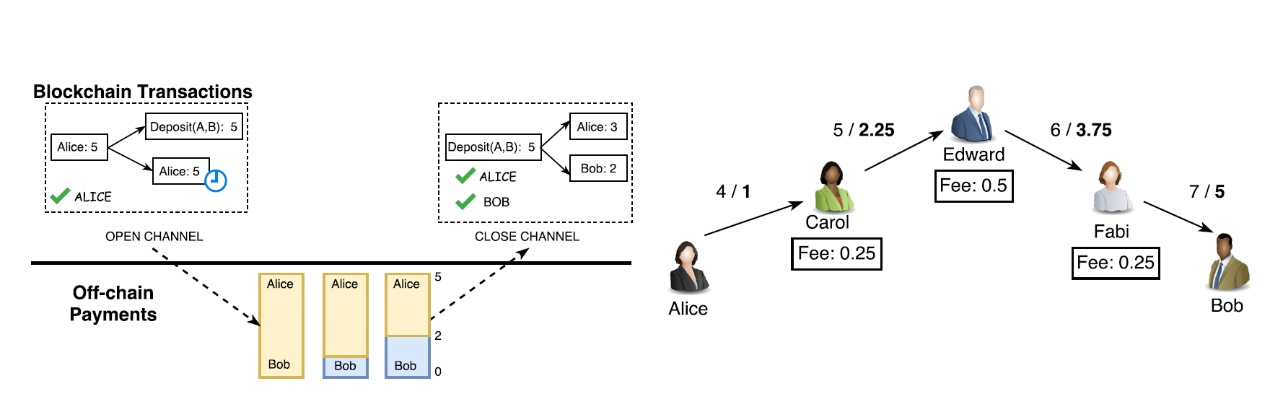 Blockchain Transactions
Alice: 5
Deposit(A,B): 5
Alice: 5
ALICE
OPEN CHANNEL
Deposit(A,B): 5
Alice: 3
Bob: 2
ALICE
BOB
CLOSE CHANNEL
Off-chain
Payments
Alice
Bob
Alice
Bob
Alice
Bob
5
2
0
4 / 1
5 / 2.25
6 / 3.75
7 / 5
Alice
Carol
Fee: 0.25
Edward
Fee: 0.5
Fabi
Fee: 0.25
Bob